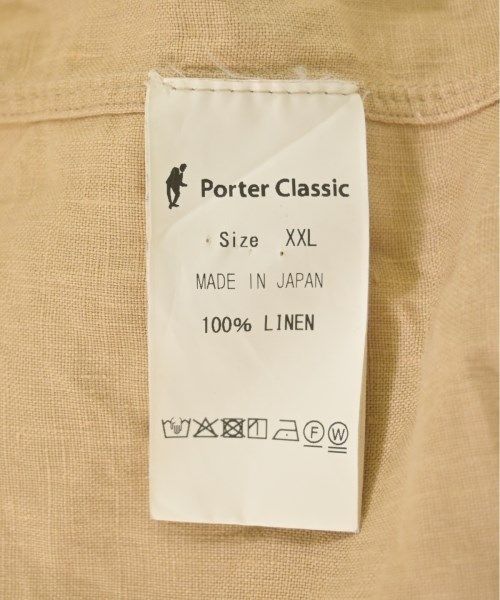 Porter Classic
Size XXL
MADE IN JAPAN
100% LINEN
F W